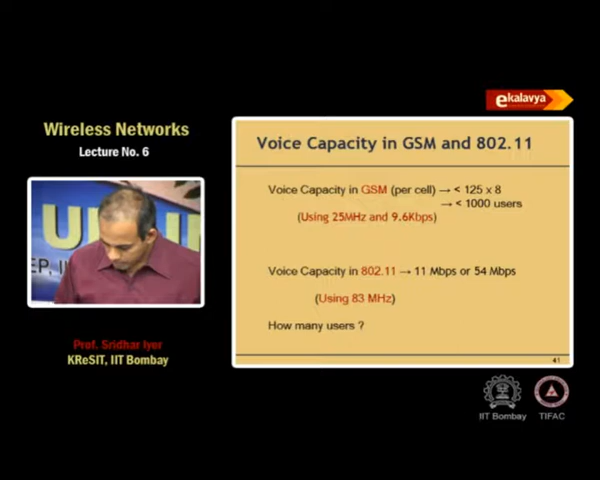 ekalavya
Wireless Networks
Lecture No. 6
Voice Capacity in GSM and 802.11
Voice Capacity in GSM (per cell) → < 125 x 8
→ < 1000 users
(Using 25MHz and 9.6Kbps)
Voice Capacity in 802.11 → 11 Mbps or 54 Mbps
(Using 83 MHz)
How many users ?
41
Prof. Sridhar Iyer
KReSIT, IIT Bombay
IIT Bombay
TIFAC